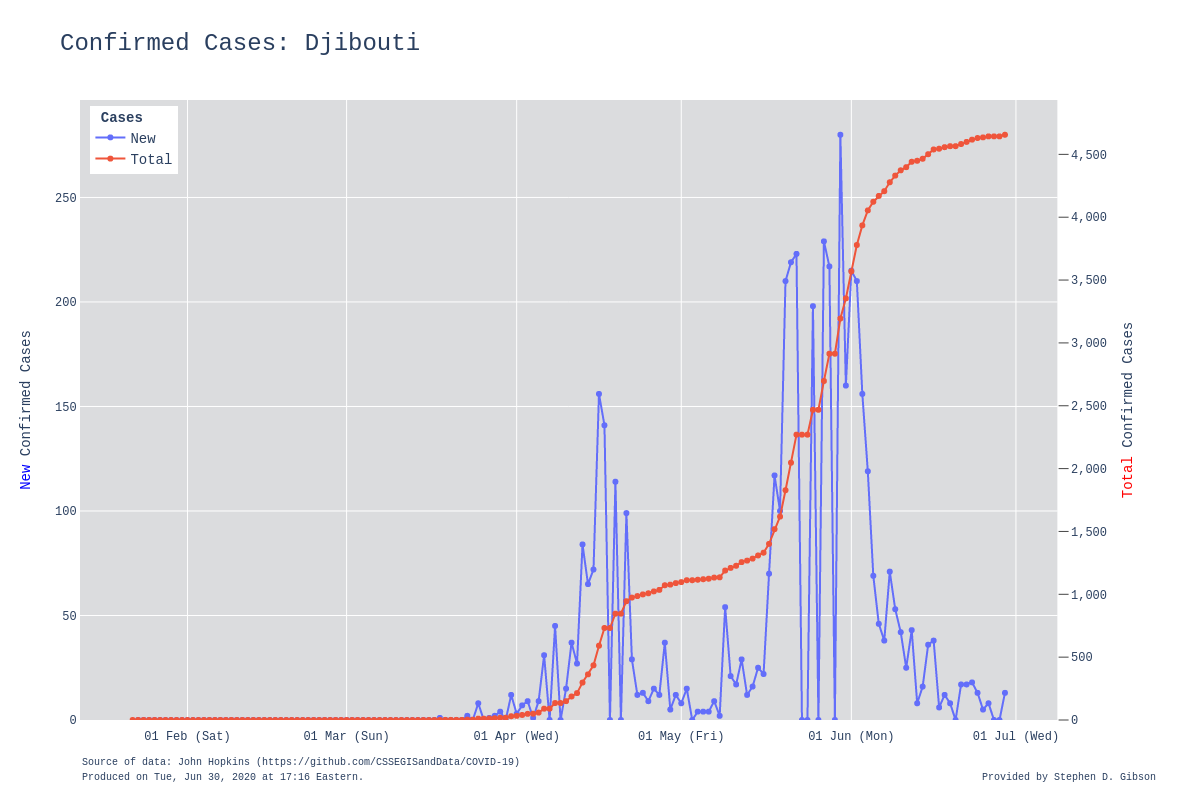 Confirmed Cases: Djibouti
Cases
New
Total
250
200
150
100
50
0
4,500
4,000
3,500
3,000
2,500
2,000
1,500
1,000
500
0
New Confirmed Cases
Total Confirmed Cases
01 Feb (Sat)
01 Mar (Sun)
01 Apr (Wed)
01 May (Fri)
01 Jun (Mon)
01 Jul (Wed)
Source of data: John Hopkins (https://github.com/CSSEGISandData/COVID-19)
Produced on Tue, Jun 30, 2020 at 17:16 Eastern.
Provided by Stephen D. Gibson